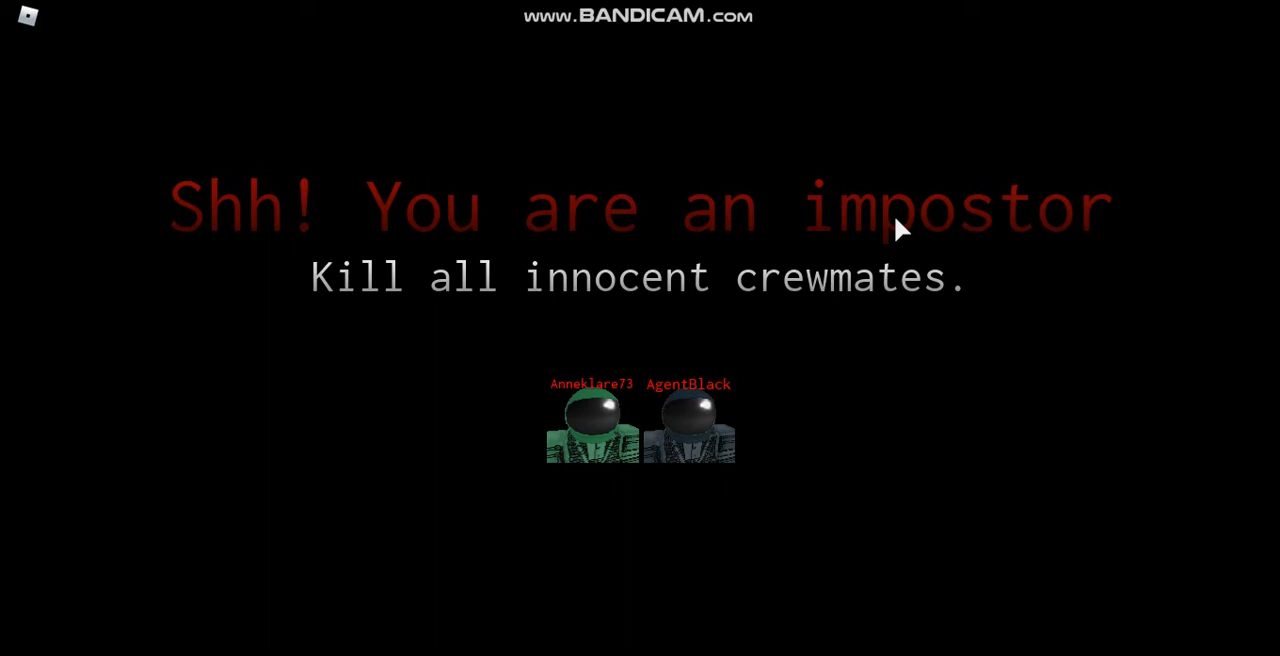 www.BANDICAM.com
Shh! You are an impostor
Kill all innocent crewmates.
Anneklare73 AgentBlack